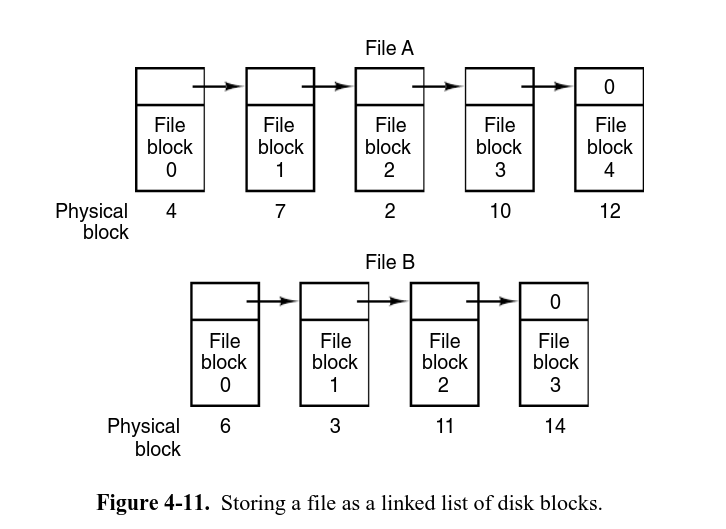 File A
0
File File File File File
block block block block block
0 1 2 3 4
Physical 4 7 2 10 12
block
File B
0
File File File File
block block block block
0 1 2 3
Physical 6 3 11 14
block
Figure 4-11. Storing a file as a linked list of disk blocks.